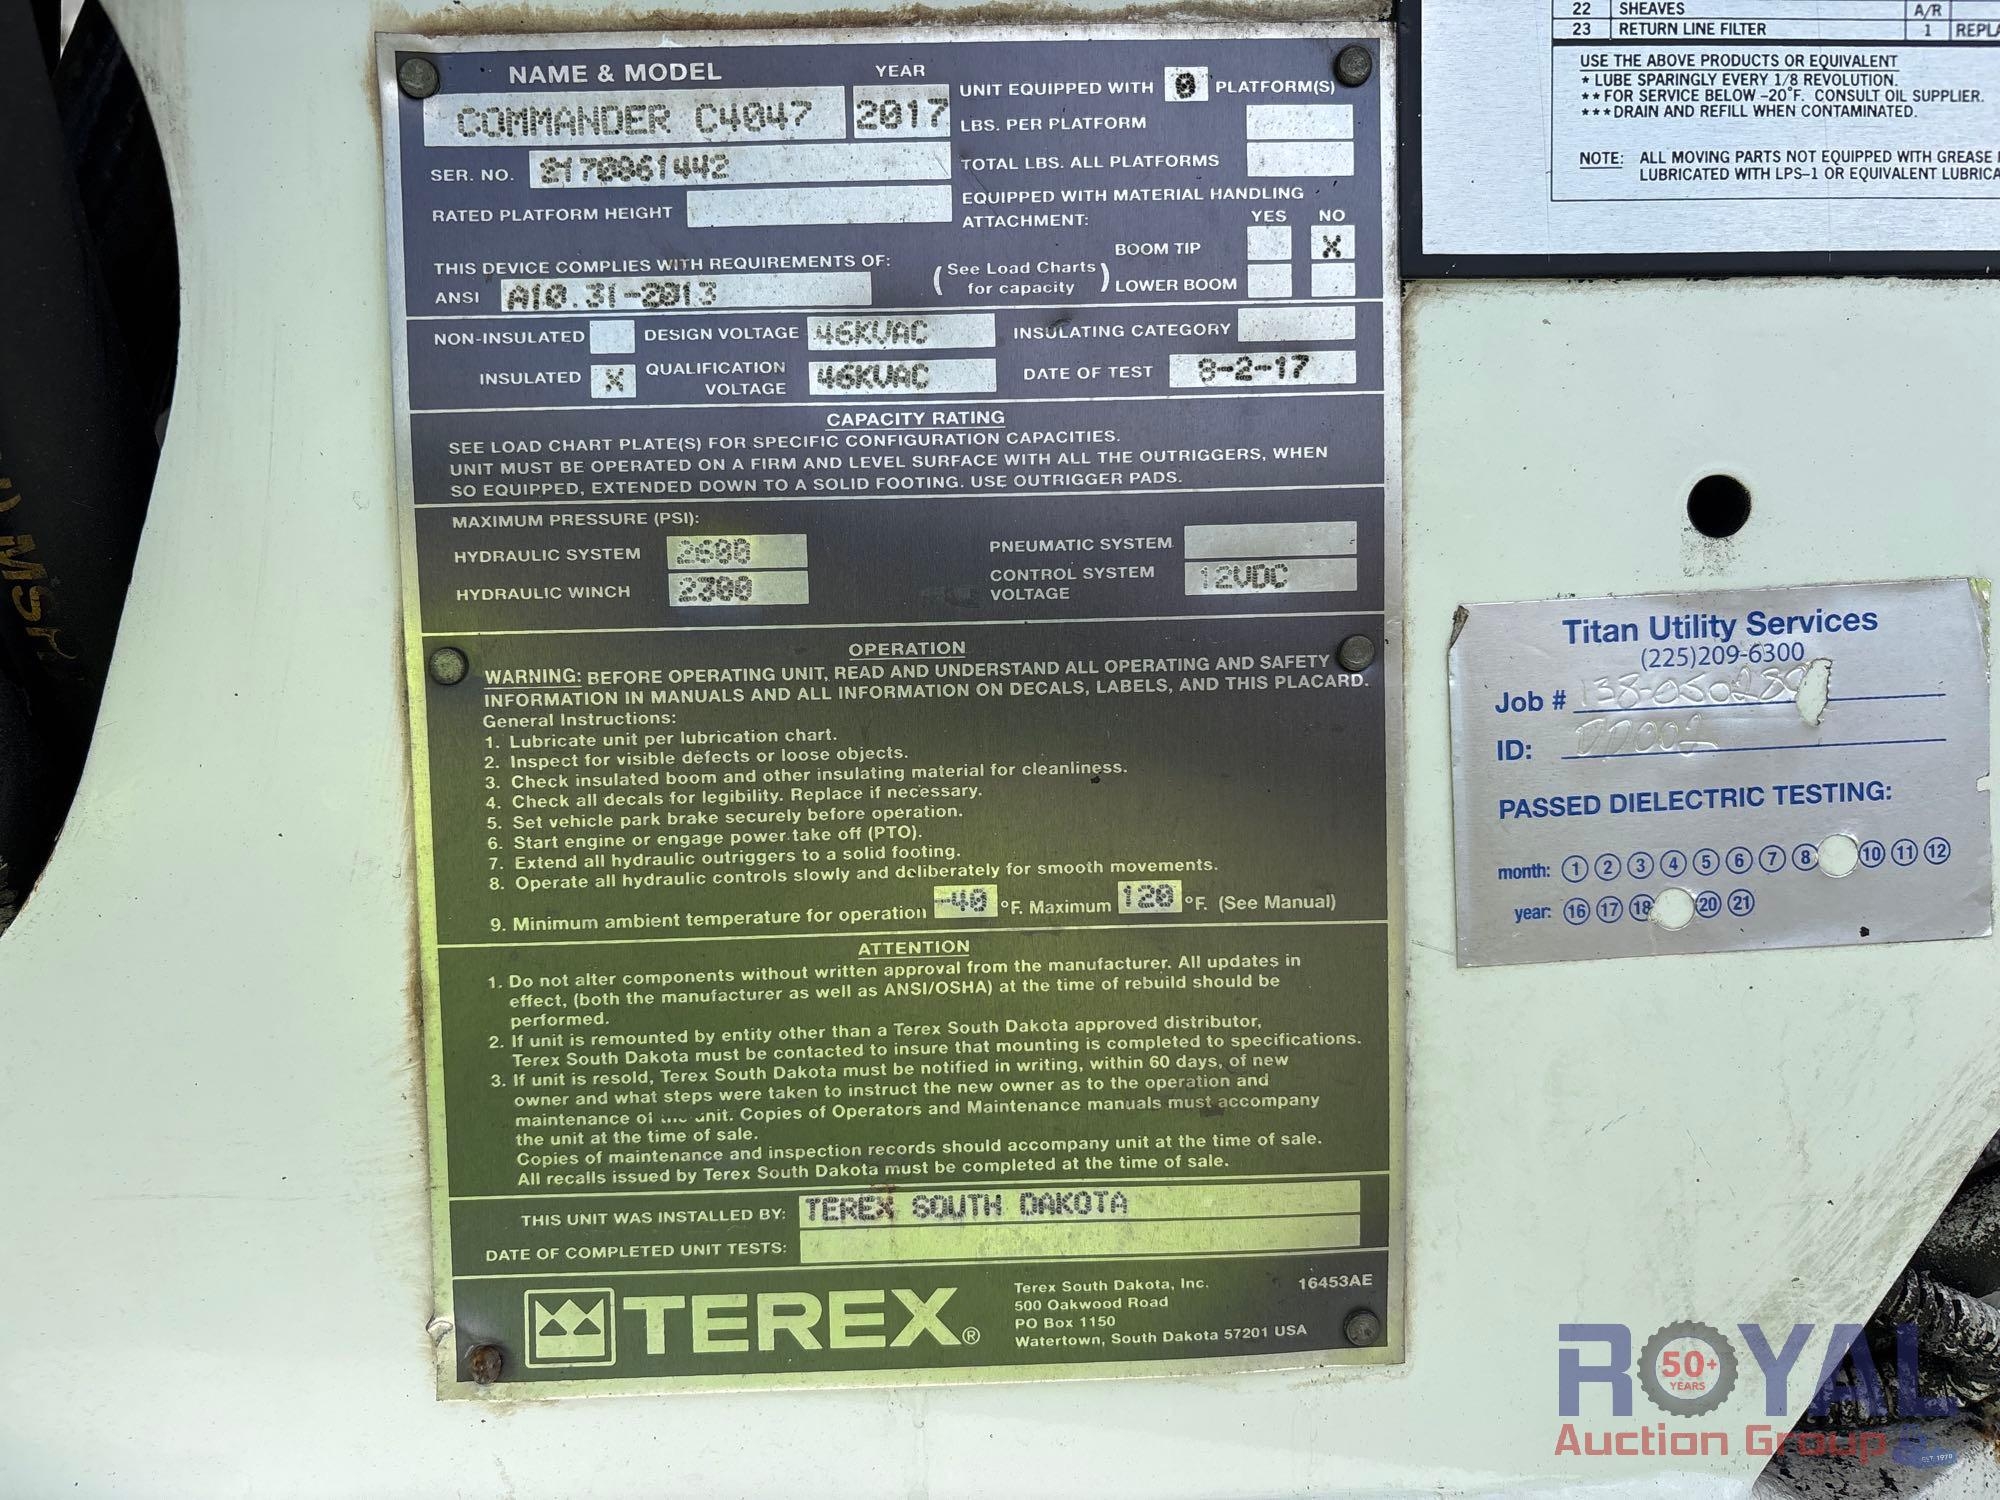 NAME & MODEL
YEAR
COMMANDER C4047
2017
SER. NO. 2170861442
RATED PLATFORM HEIGHT
THIS DEVICE COMPLIES WITH REQUIREMENTS OF:
ANSI A10.31-2013
UNIT EQUIPPED WITH 0 PLATFORM(S)
LBS. PER PLATFORM
TOTAL LBS. ALL PLATFORMS
EQUIPPED WITH MATERIAL HANDLING
ATTACHMENT: YES NO
BOOM TIP X
(See Load Charts for capacity)
LOWER BOOM
NON-INSULATED
DESIGN VOLTAGE 46KVAC
INSULATING CATEGORY
INSULATED X
QUALIFICATION VOLTAGE 46KVAC
DATE OF TEST 8-2-17
CAPACITY RATING
SEE LOAD CHART PLATE(S) FOR SPECIFIC CONFIGURATION CAPACITIES.
UNIT MUST BE OPERATED ON A FIRM AND LEVEL SURFACE WITH ALL THE OUTRIGGERS, WHEN
SO EQUIPPED, EXTENDED DOWN TO A SOLID FOOTING. USE OUTRIGGER PADS.
MAXIMUM PRESSURE (PSI):
HYDRAULIC SYSTEM 2600
PNEUMATIC SYSTEM
HYDRAULIC WINCH 2300
CONTROL SYSTEM VOLTAGE 12VDC
OPERATION
WARNING: BEFORE OPERATING UNIT, READ AND UNDERSTAND ALL OPERATING AND SAFETY
INFORMATION IN MANUALS AND ALL INFORMATION ON DECALS, LABELS, AND THIS PLACARD.
General Instructions:
1. Lubricate unit per lubrication chart.
2. Inspect for visible defects or loose objects.
3. Check insulated boom and other insulating material for cleanliness.
4. Check all decals for legibility. Replace if necessary.
5. Set vehicle park brake securely before operation.
6. Start engine or engage power take off (PTO).
7. Extend all hydraulic outriggers to a solid footing.
8. Operate all hydraulic controls slowly and deliberately for smooth movements.
9. Minimum ambient temperature for operation -40 °F. Maximum 120 °F. (See Manual)
ATTENTION
1. Do not alter components without written approval from the manufacturer. All updates in
effect, (both the manufacturer as well as ANSI/OSHA) at the time of rebuild should be
performed.
2. If unit is remounted by entity other than a Terex South Dakota approved distributor,
Terex South Dakota must be contacted to insure that mounting is completed to specifications.
3. If unit is resold, Terex South Dakota must be notified in writing, within 60 days, of new
owner and what steps were taken to instruct the new owner as to the operation and
maintenance of unit. Copies of Operators and Maintenance manuals must accompany
the unit at the time of sale.
Copies of maintenance and inspection records should accompany unit at the time of sale.
All recalls issued by Terex South Dakota must be completed at the time of sale.
THIS UNIT WAS INSTALLED BY: TEREX SOUTH DAKOTA
DATE OF COMPLETED UNIT TESTS:
TEREX®
Terex South Dakota, Inc. 16453AE
500 Oakwood Road
PO Box 1150
Watertown, South Dakota 57201 USA
22 SHEAVES A/R
23 RETURN LINE FILTER 1
USE THE ABOVE PRODUCTS OR EQUIVALENT
* LUBE SPARINGLY EVERY 1/8 REVOLUTION.
** FOR SERVICE BELOW -20°F. CONSULT OIL SUPPLIER.
*** DRAIN AND REFILL WHEN CONTAMINATED.
NOTE: ALL MOVING PARTS NOT EQUIPPED WITH GREASE
LUBRICATED WITH LPS-1 OR EQUIVALENT
Titan Utility Services
(225)209-6300
Job #
ID:
PASSED DIELECTRIC TESTING:
month: 1 2 3 4 5 6 7 8 10 11 12
year: 16 17 18 20 21
ROYAL
50+ YEARS
Auction Group
EST. 1970